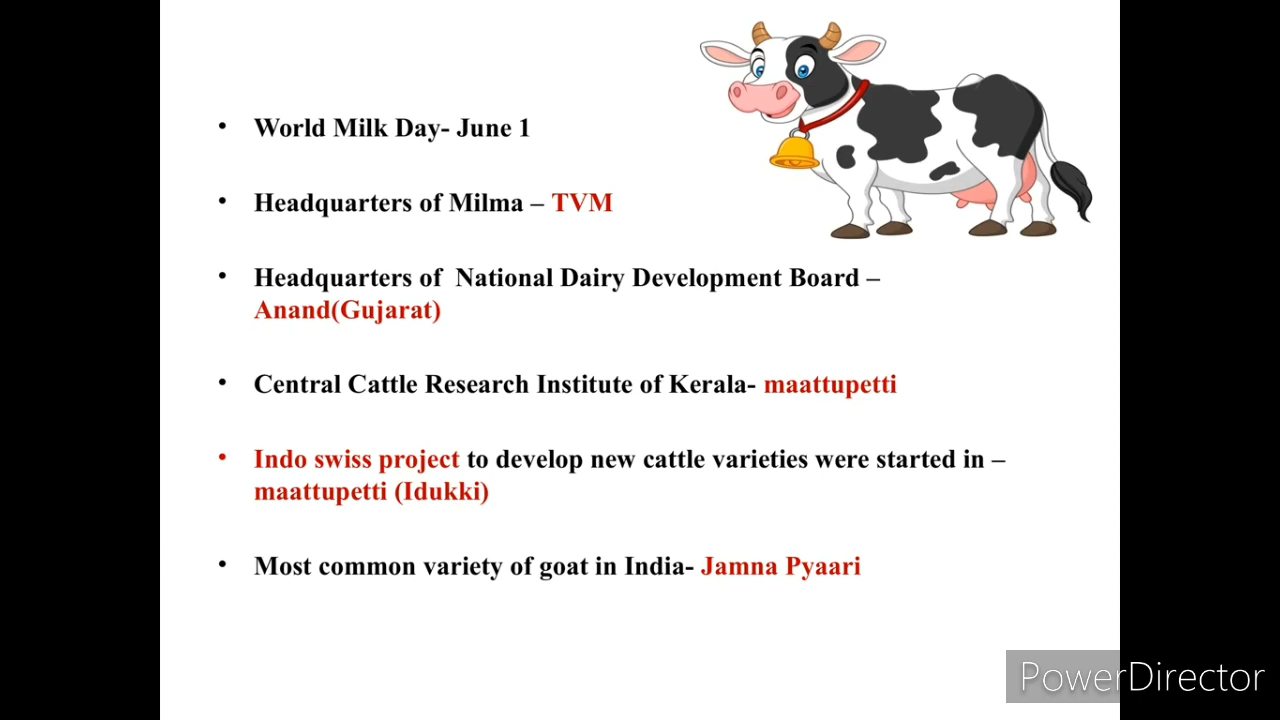 • World Milk Day- June 1
• Headquarters of Milma – TVM
• Headquarters of  National Dairy Development Board –
Anand(Gujarat)
• Central Cattle Research Institute of Kerala- maattupetti
• Indo swiss project to develop new cattle varieties were started in –
maattupetti (Idukki)
• Most common variety of goat in India- Jamna Pyaari
PowerDirector